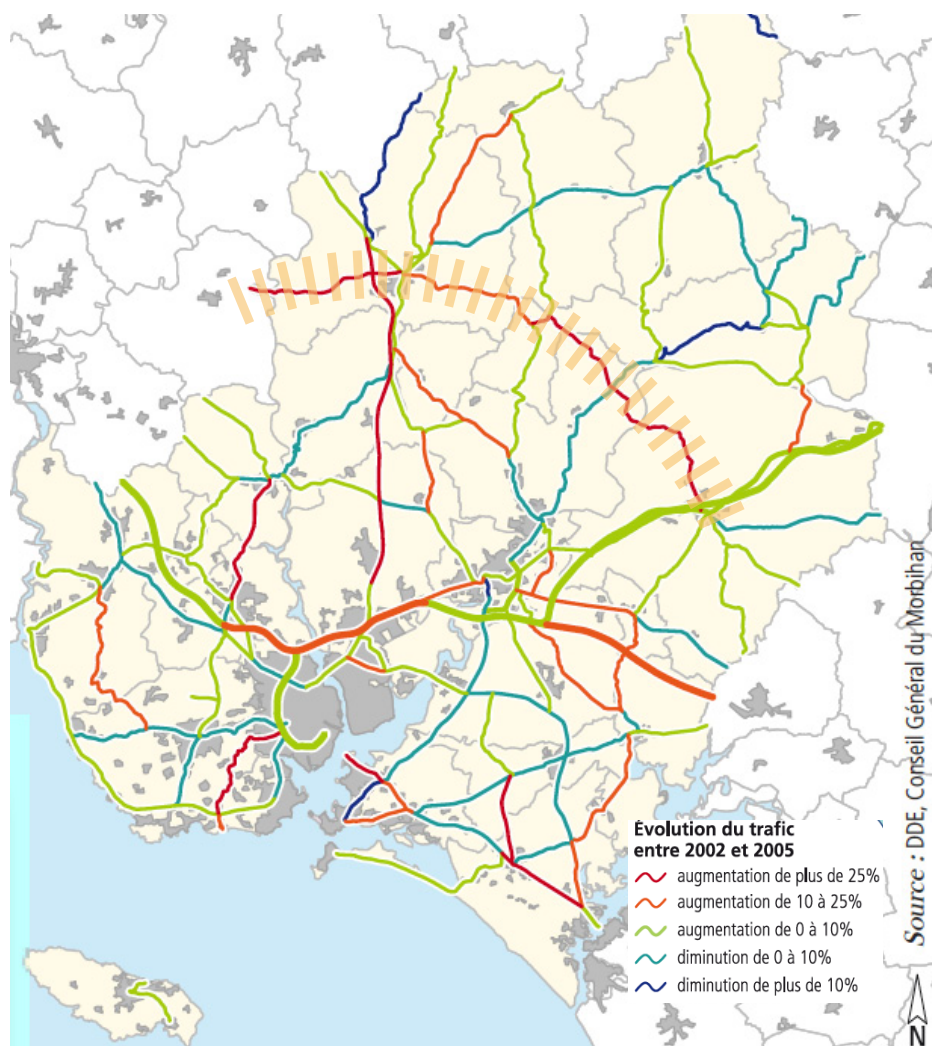 Évolution du trafic
entre 2002 et 2005
augmentation de plus de 25%
augmentation de 10 à 25%
augmentation de 0 à 10%
diminution de 0 à 10%
diminution de plus de 10%
Source : DDE, Conseil Général du Morbihan
N